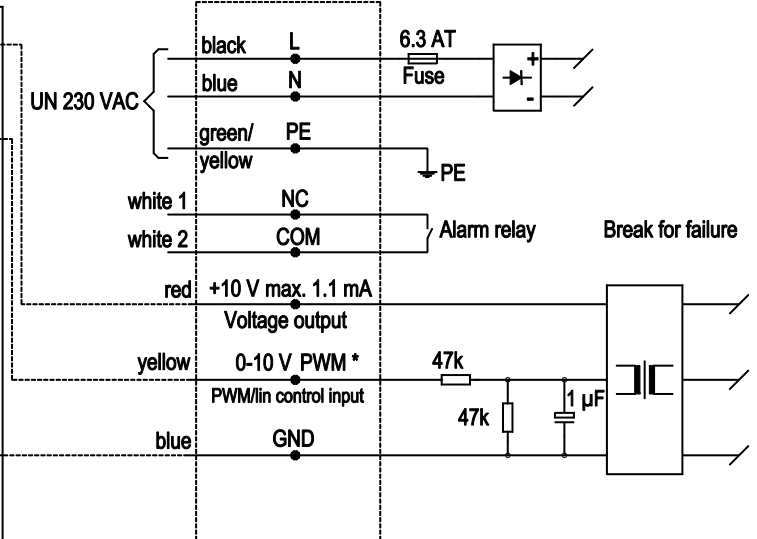 black L 6.3 AT
Fuse
+
-
UN 230 VAC
blue N
green/ PE
yellow
PE
white 1 NC
white 2 COM
Alarm relay Break for failure
red +10 V max. 1.1 mA
Voltage output
yellow 0-10 V PWM *
PWM/lin control input
47k
47k
1 µF
blue GND